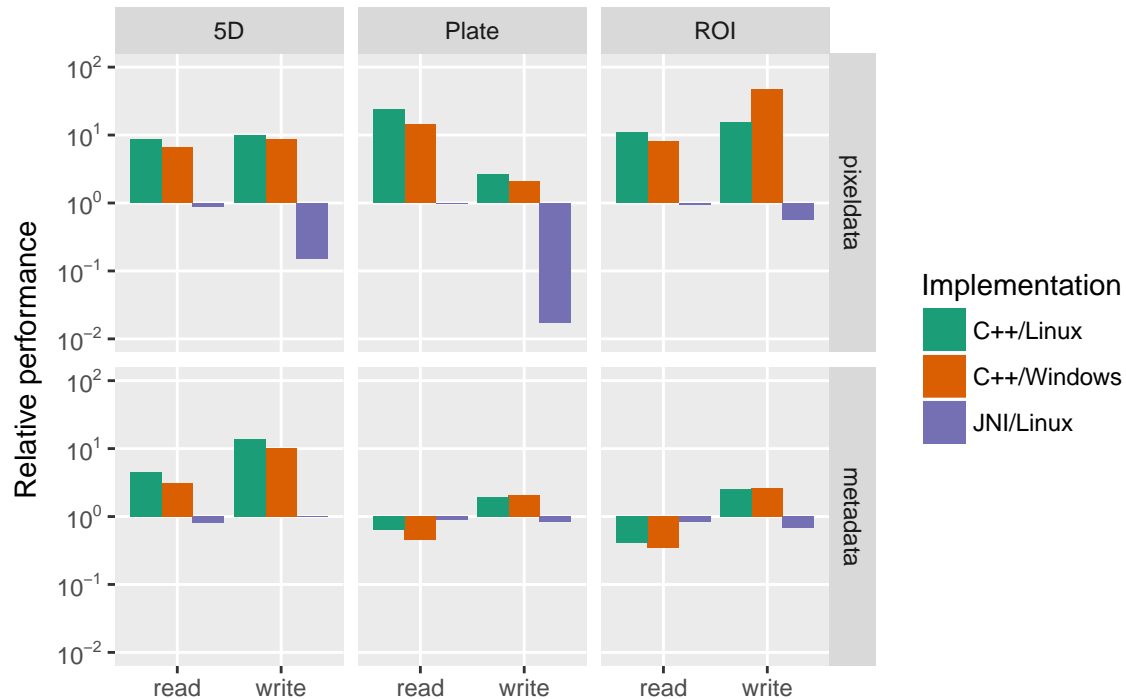 5D Plate ROI
10²
10¹
10⁰
10⁻¹
10⁻²
pixeldata
10²
10¹
10⁰
10⁻¹
10⁻²
metadata
read write read write read write
Relative performance
Implementation
C++/Linux
C++/Windows
JNI/Linux